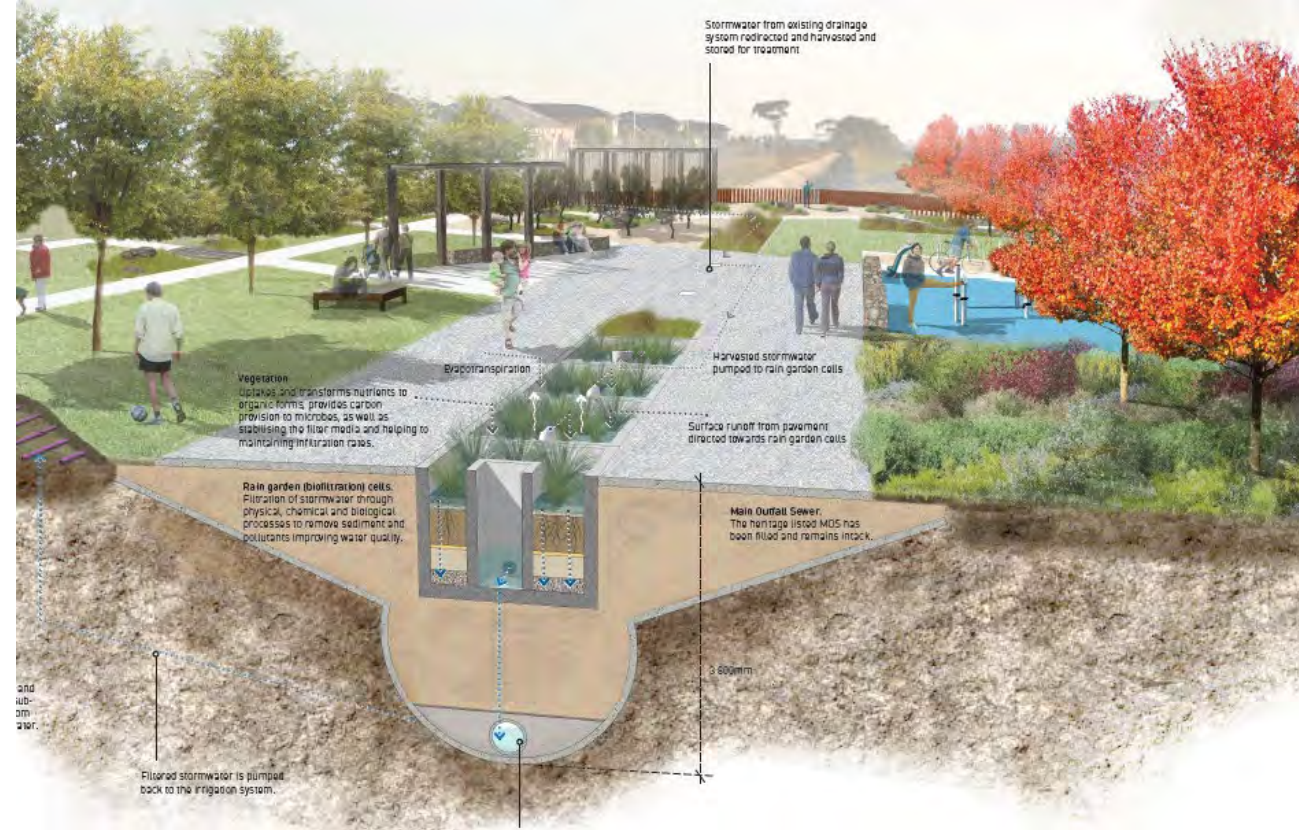 Stormwater from existing drainage
system redirected and harvested and
stored for treatment
Evapotranspiration
Harvested stormwater
pumped to rain garden cells
Vegetation
Uptakes and transforms nutrients to
organic forms, provides carbon
provision to microbes, as well as
stabilising the filter media and helping to
maintaining infiltration rates.
Surface runoff from pavement
directed towards rain garden cells
Rain garden (biofiltration) cells.
Filtration of stormwater through
physical, chemical and biological
processes to remove sediment and
pollutants improving water quality.
Main Outfall Sewer.
The heritage listed MOS has
been filled and remains intack.
3 800mm
and
sub-
om
ater.
Filtered stormwater is pumped
back to the irrigation system.